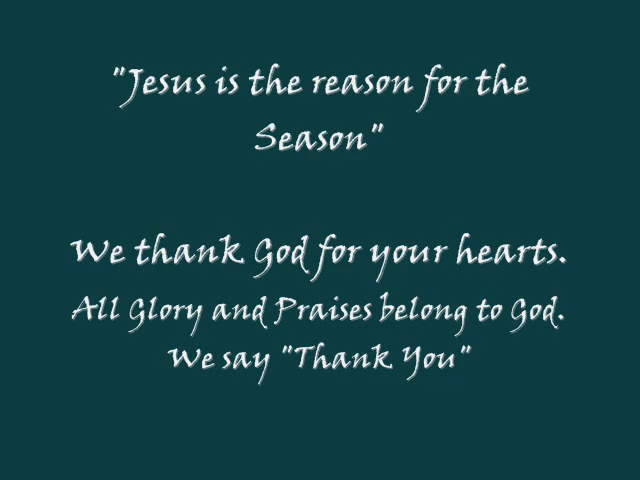 "Jesus is the reason for the
Season"
We thank God for your hearts.
All Glory and Praises belong to God.
We say "Thank You"